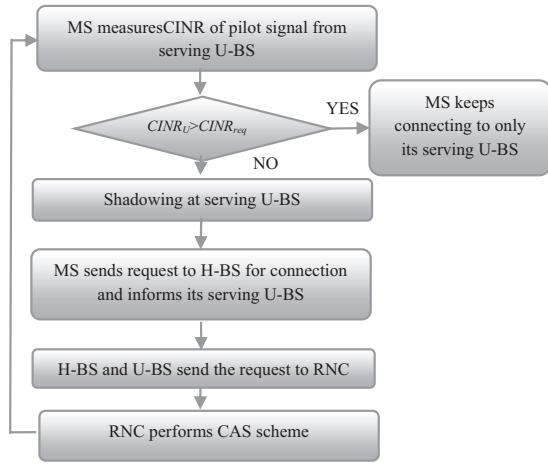 MS measuresCINR of pilot signal from
serving U-BS
CINR_U>CINR_req
YES
MS keeps
connecting to only
its serving U-BS
NO
Shadowing at serving U-BS
MS sends request to H-BS for connection
and informs its serving U-BS
H-BS and U-BS send the request to RNC
RNC performs CAS scheme